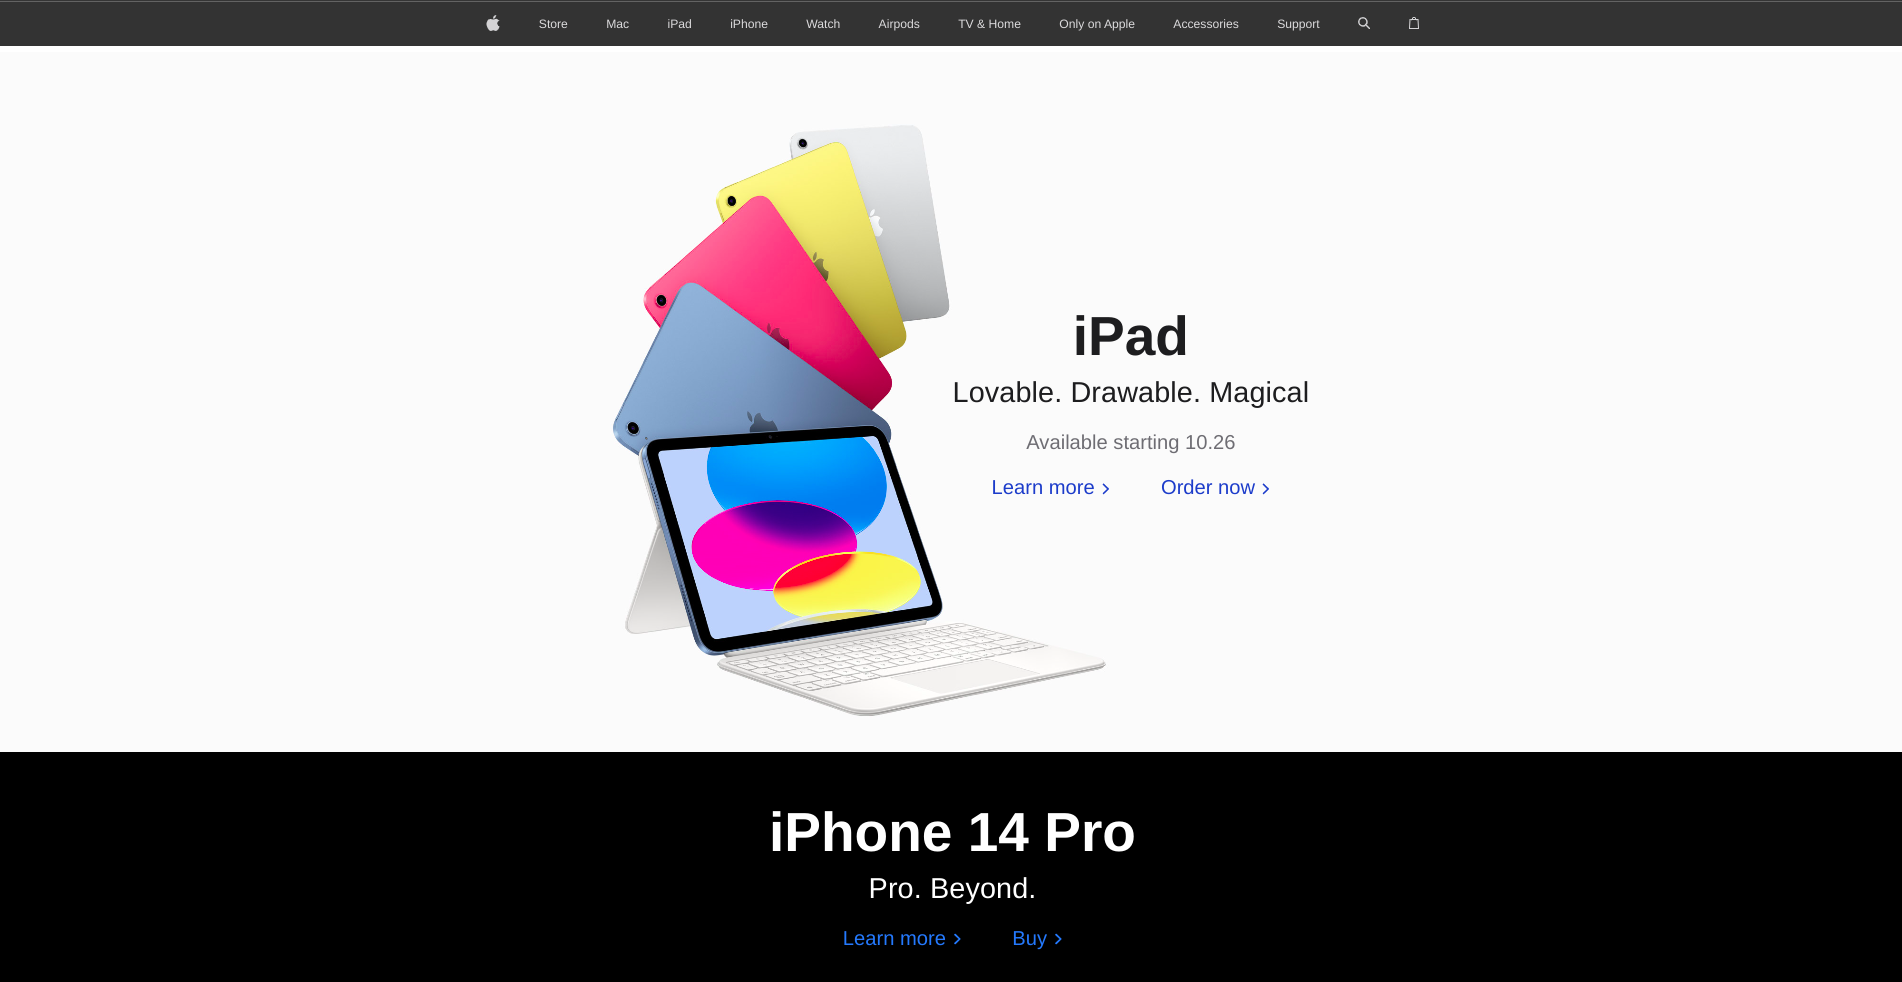 Store Mac iPad iPhone Watch Airpods TV & Home Only on Apple Accessories Support
iPad
Lovable. Drawable. Magical
Available starting 10.26
Learn more Order now
iPhone 14 Pro
Pro. Beyond.
Learn more Buy